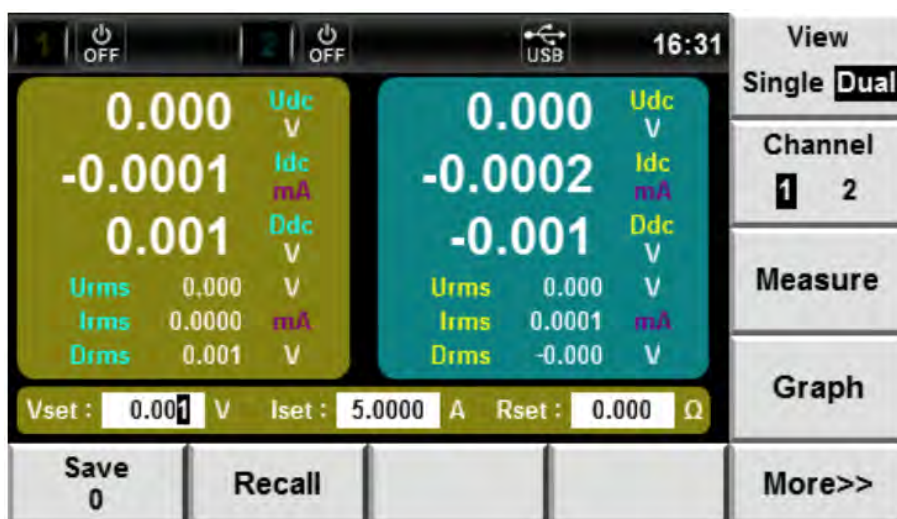 1 OFF 2 OFF USB 16:31
View
Single Dual
Channel
1 2
Measure
Graph
More>>
0.000 Udc V
-0.0001 Idc mA
0.001 Ddc V
Urms 0.000 V
Irms 0.0000 mA
Drms 0.001 V
0.000 Udc V
-0.0002 Idc mA
-0.001 Ddc V
Urms 0.000 V
Irms 0.0001 mA
Drms -0.000 V
Vset : 0.001 V Iset : 5.0000 A Rset : 0.000 Ω
Save
0
Recall